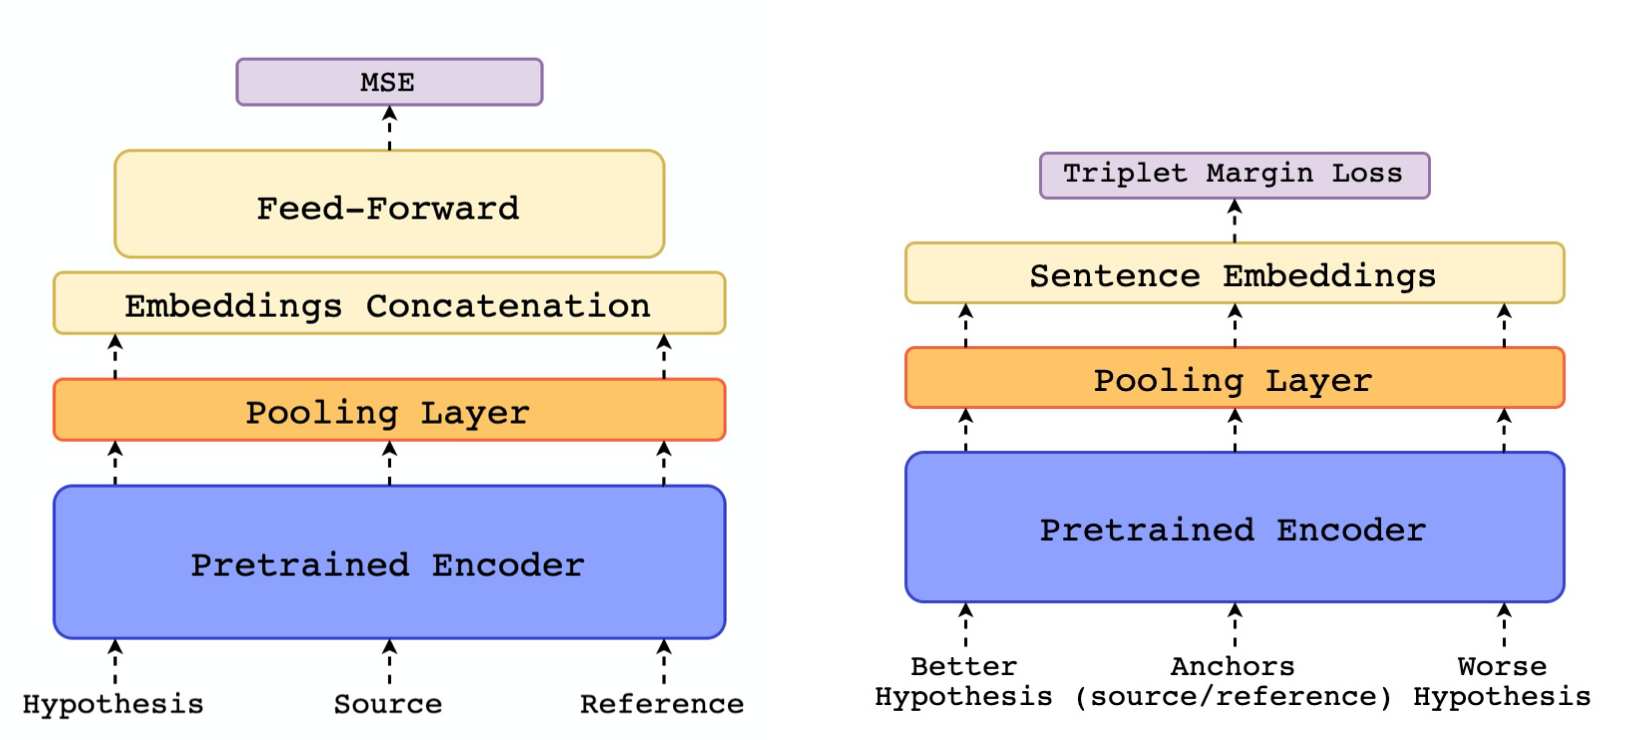 MSE
Feed-Forward
Embeddings Concatenation
Pooling Layer
Pretrained Encoder
Hypothesis
Source
Reference
Triplet Margin Loss
Sentence Embeddings
Pooling Layer
Pretrained Encoder
Better
Hypothesis
Anchors
(source/reference)
Worse
Hypothesis